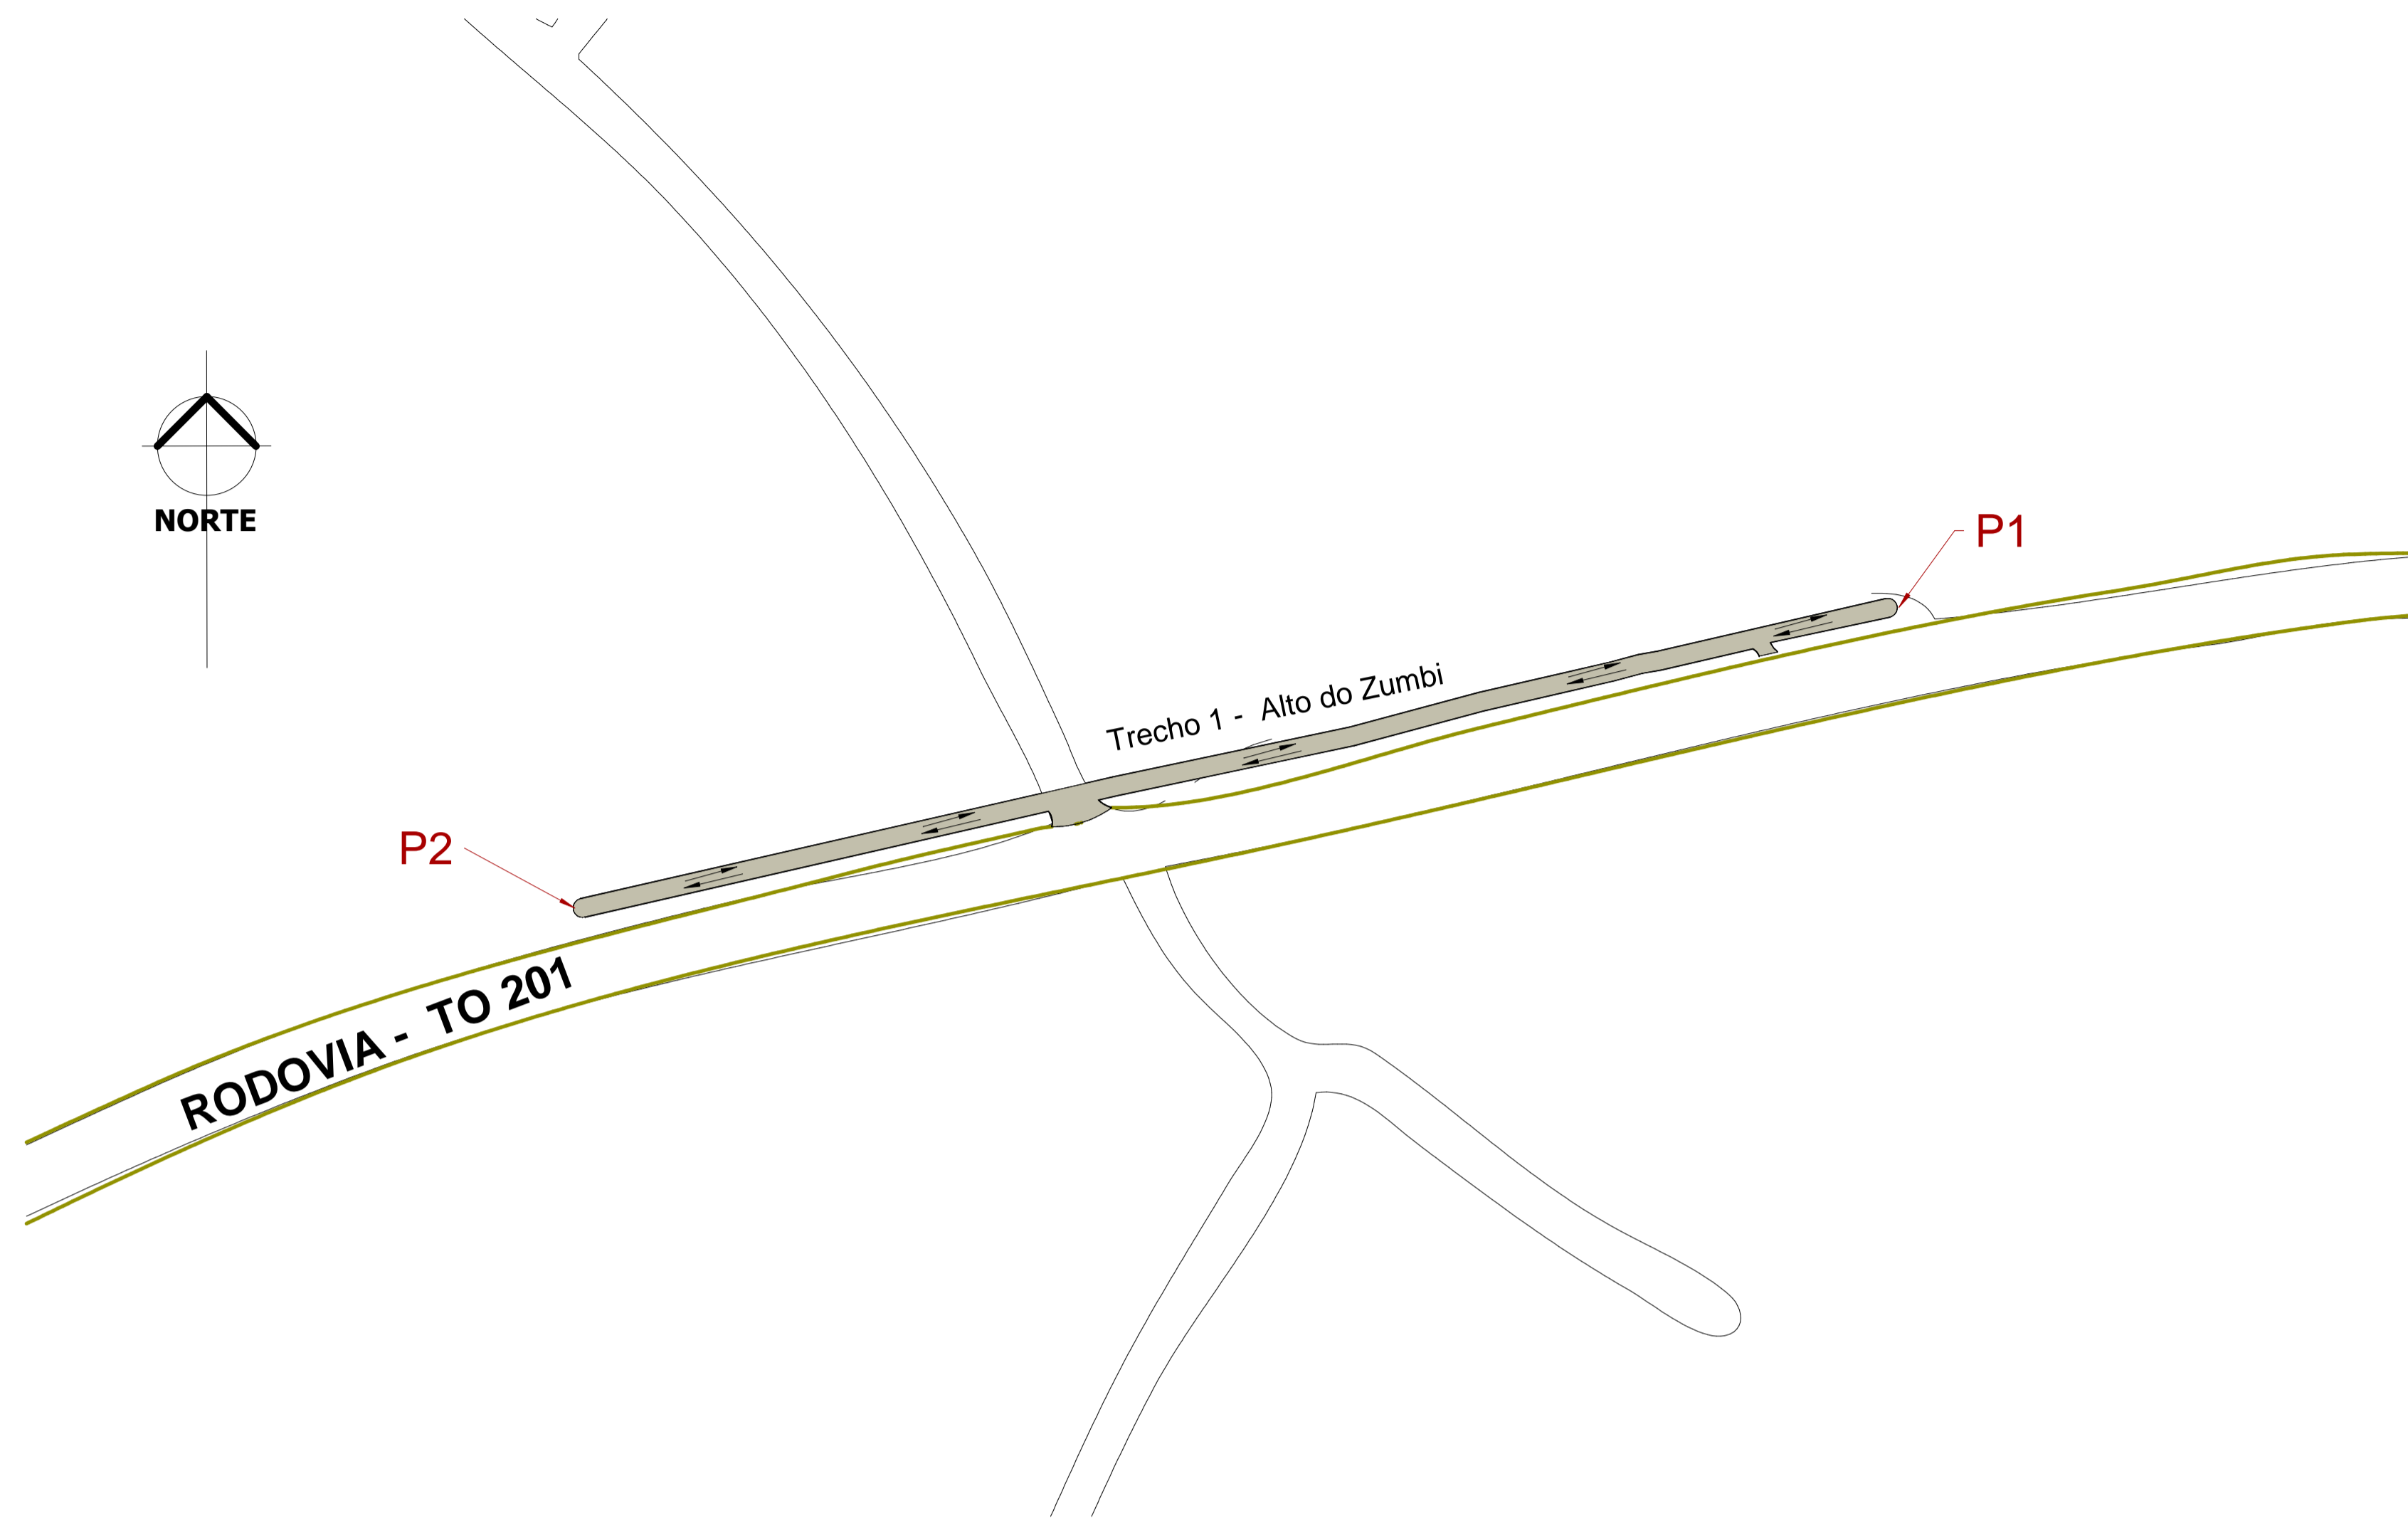 NORTE
P1
Trecho 1 - Alto do Zumbi
P2
RODOVIA - TO 201